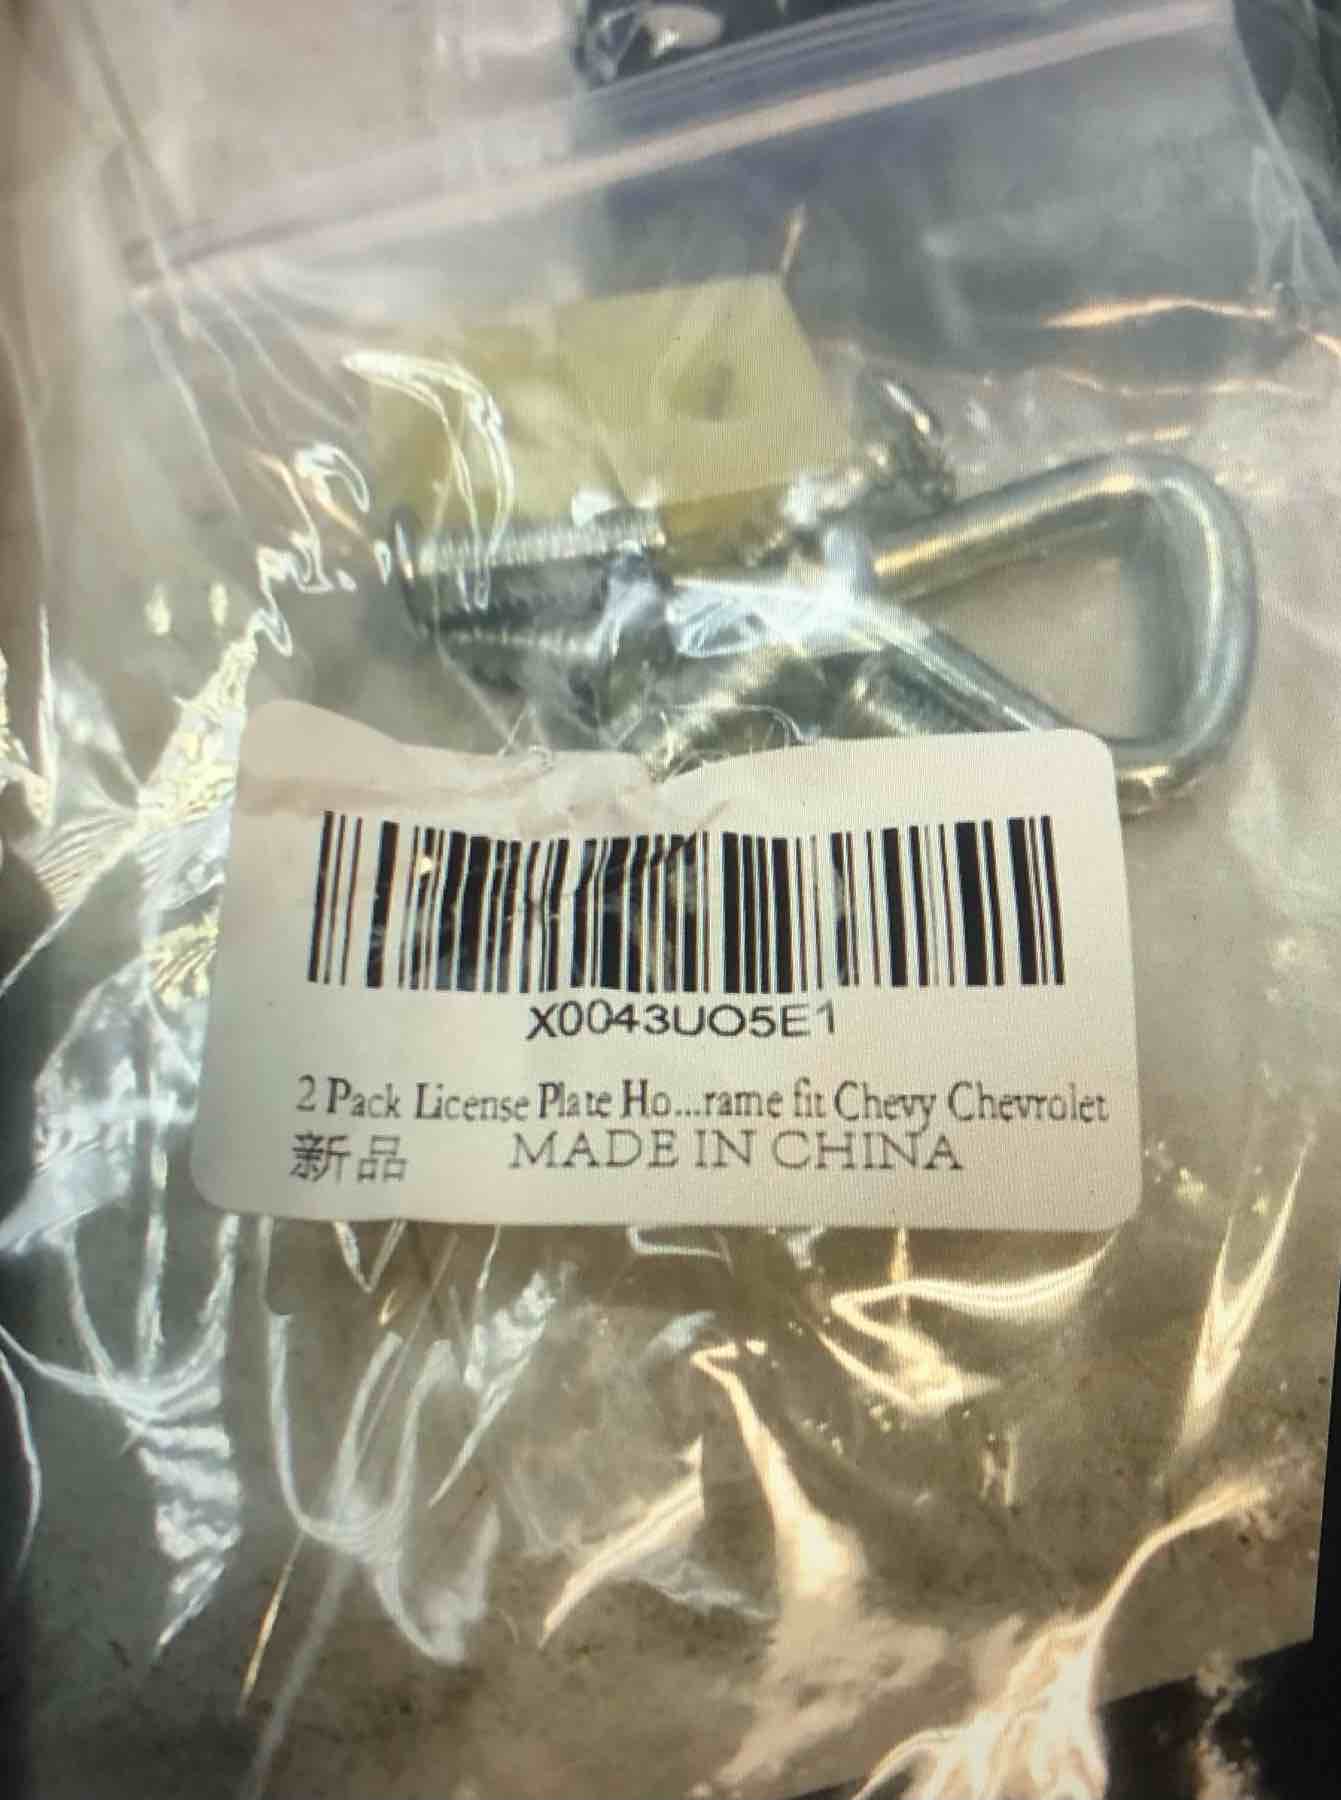 X0043UO5E1
2 Pack License Plate Ho...rame fit Chevy Chevrolet
新品 MADE IN CHINA